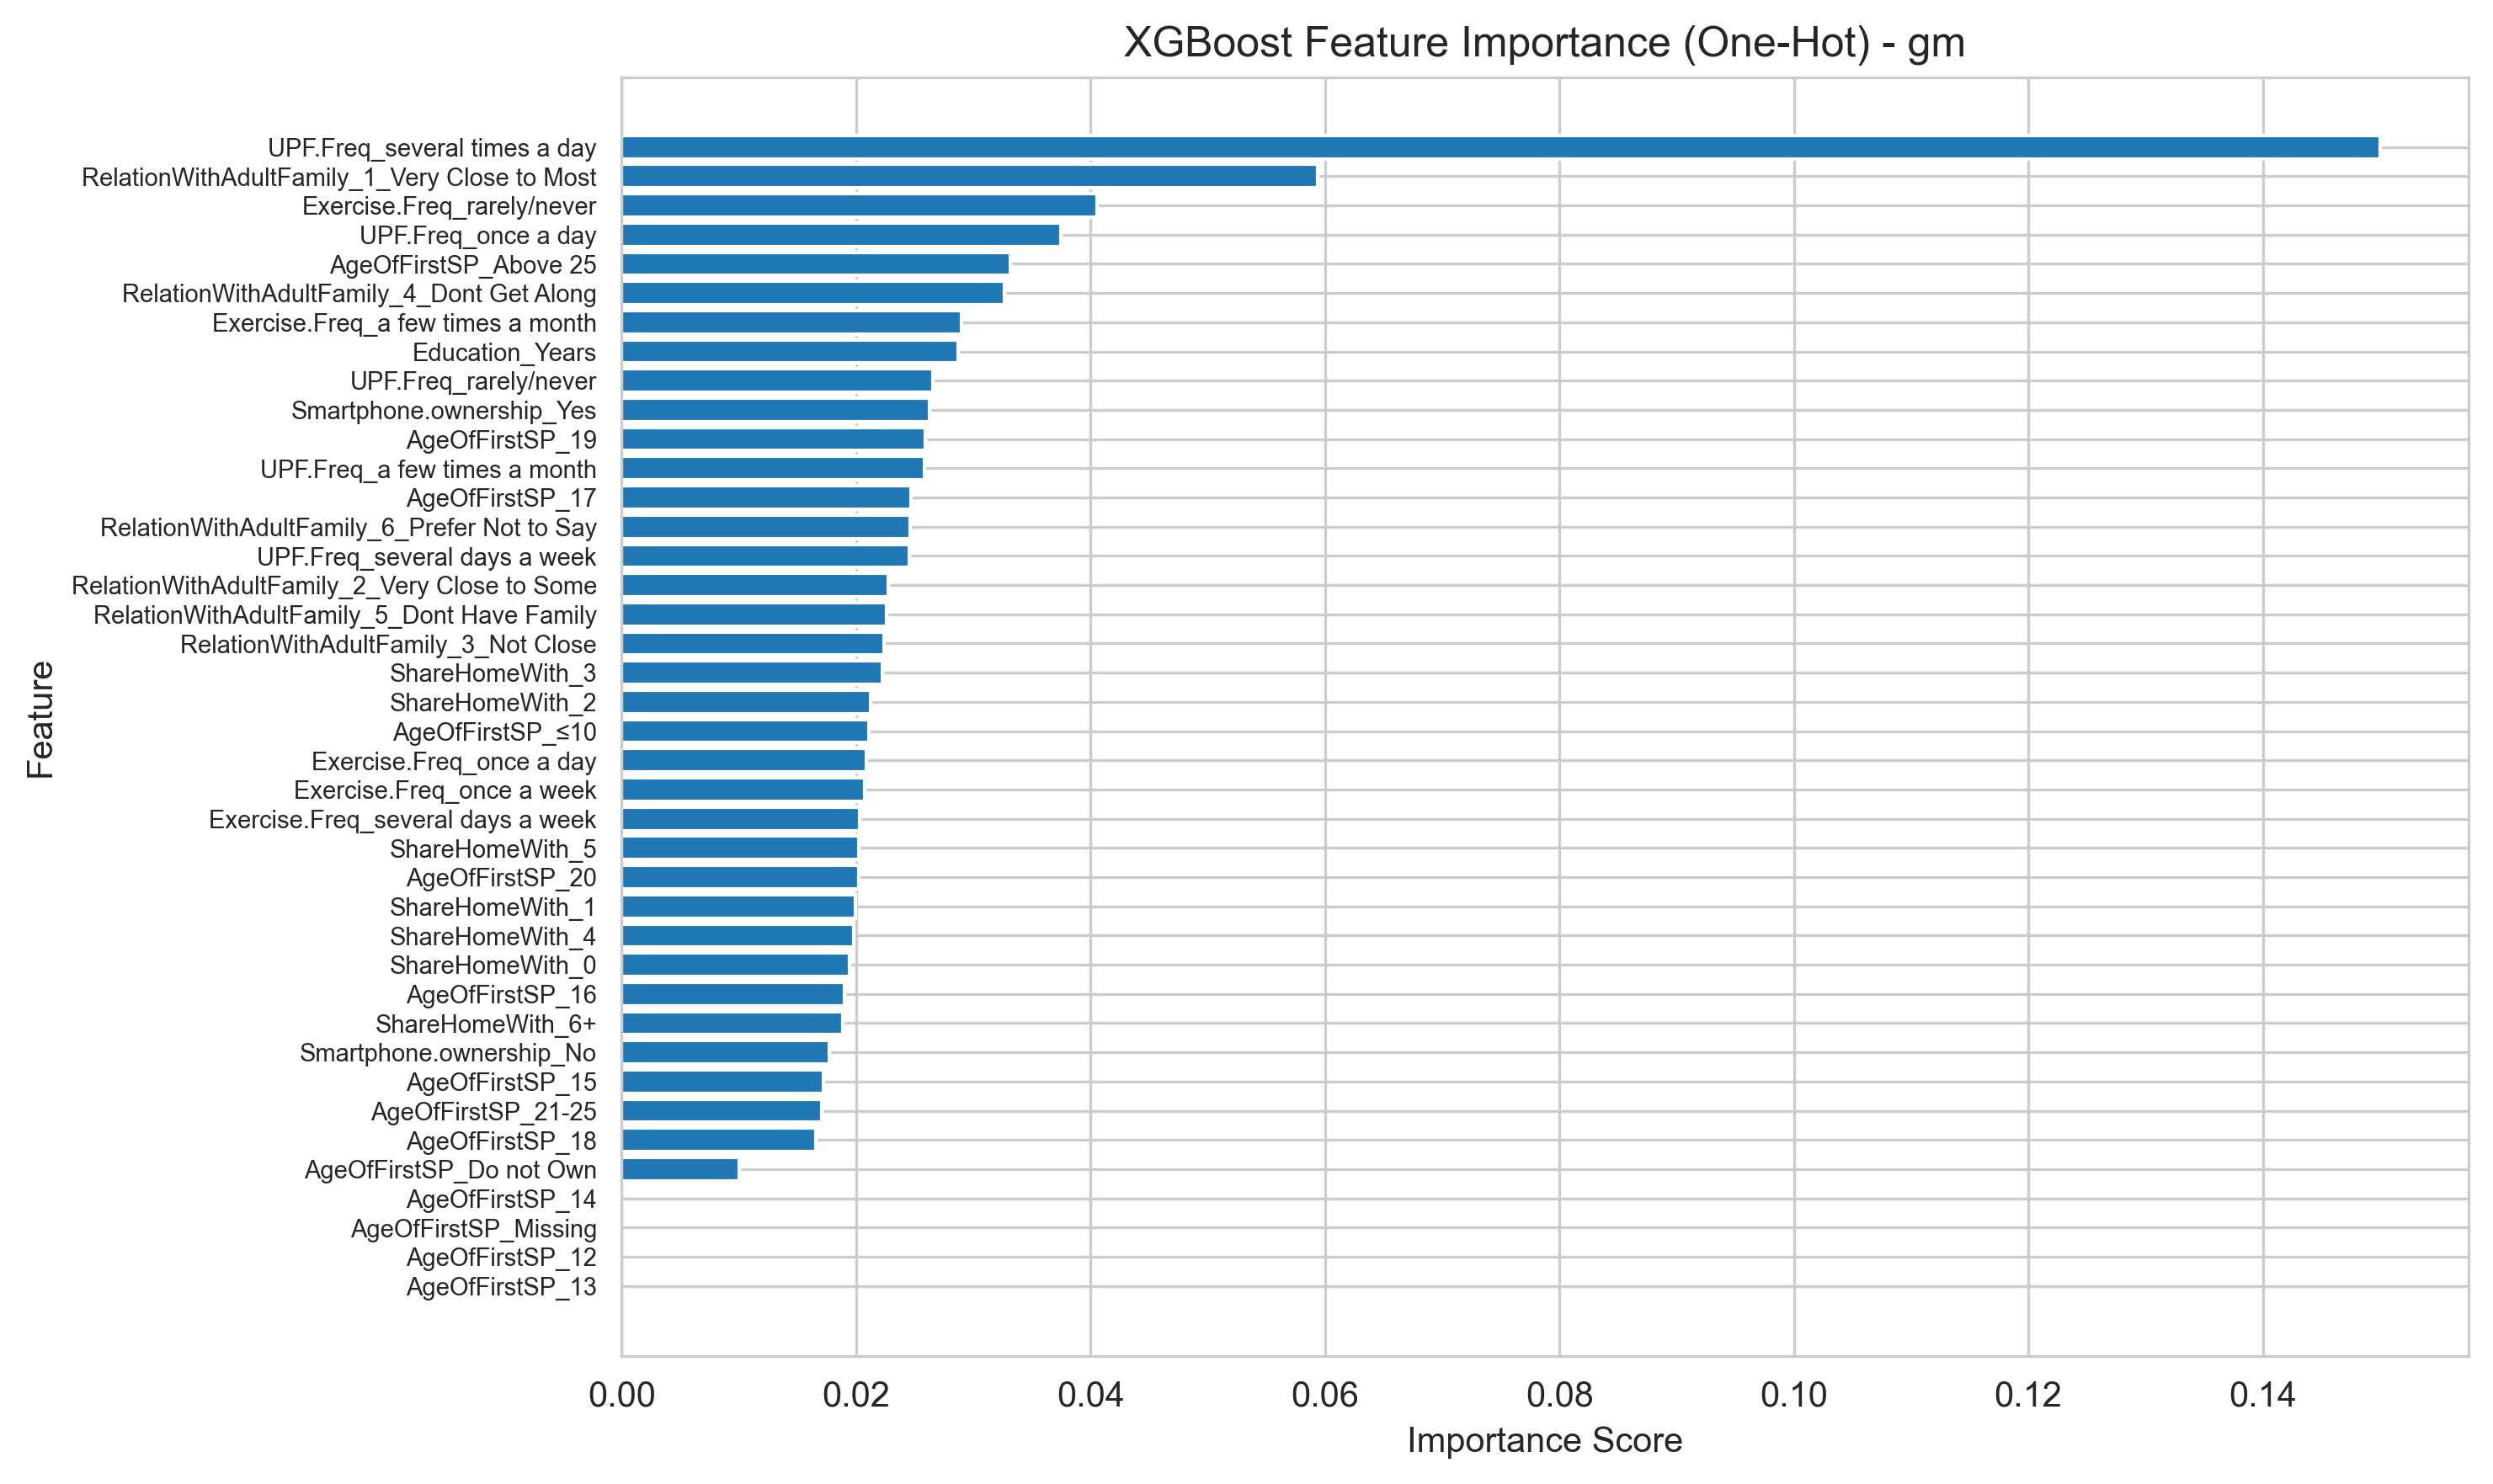 XGBoost Feature Importance (One-Hot) - gm
UPF.Freq_several times a day
RelationWithAdultFamily_1_Very Close to Most
Exercise.Freq_rarely/never
UPF.Freq_once a day
AgeOfFirstSP_Above 25
RelationWithAdultFamily_4_Dont Get Along
Exercise.Freq_a few times a month
Education_Years
UPF.Freq_rarely/never
Smartphone.ownership_Yes
AgeOfFirstSP_19
UPF.Freq_a few times a month
AgeOfFirstSP_17
RelationWithAdultFamily_6_Prefer Not to Say
UPF.Freq_several days a week
RelationWithAdultFamily_2_Very Close to Some
RelationWithAdultFamily_5_Dont Have Family
RelationWithAdultFamily_3_Not Close
ShareHomeWith_3
ShareHomeWith_2
AgeOfFirstSP_≤10
Exercise.Freq_once a day
Exercise.Freq_once a week
Exercise.Freq_several days a week
ShareHomeWith_5
AgeOfFirstSP_20
ShareHomeWith_1
ShareHomeWith_4
ShareHomeWith_0
AgeOfFirstSP_16
ShareHomeWith_6+
Smartphone.ownership_No
AgeOfFirstSP_15
AgeOfFirstSP_21-25
AgeOfFirstSP_18
AgeOfFirstSP_Do not Own
AgeOfFirstSP_14
AgeOfFirstSP_Missing
AgeOfFirstSP_12
AgeOfFirstSP_13
Feature
0.00 0.02 0.04 0.06 0.08 0.10 0.12 0.14
Importance Score